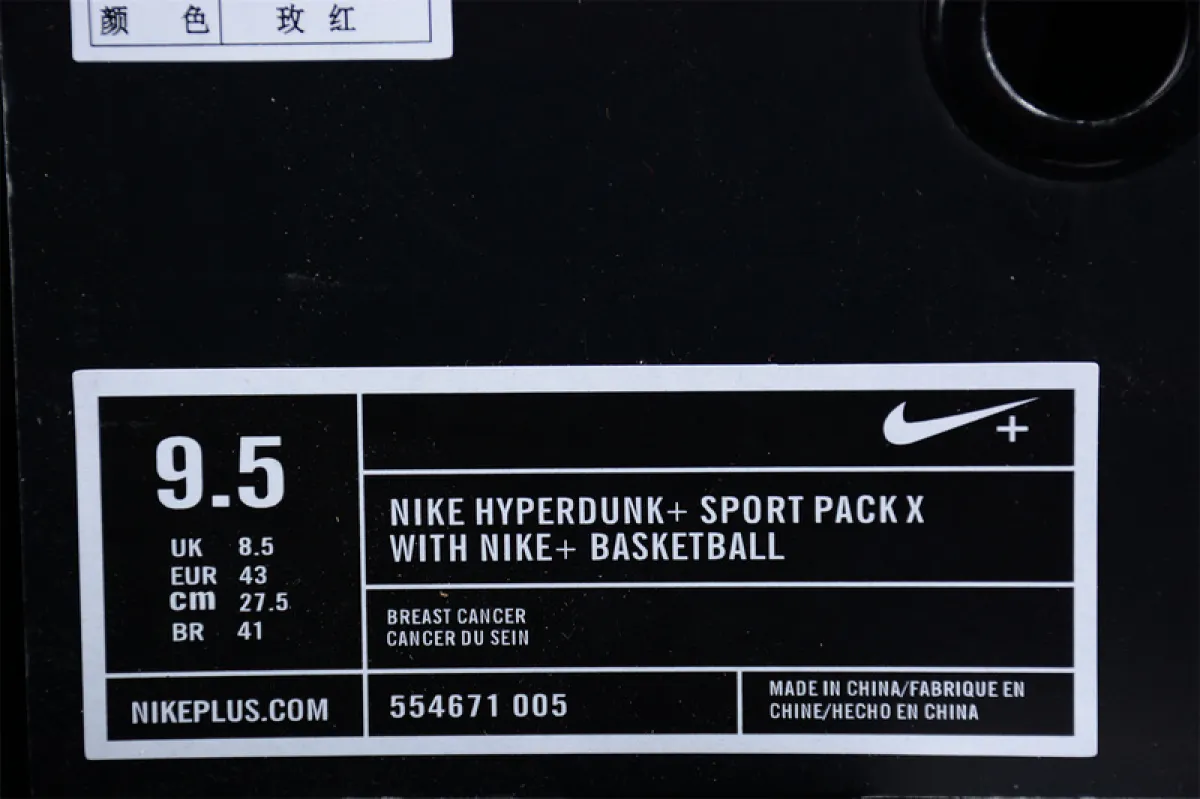 颜 色 玫 红
9.5
UK 8.5
EUR 43
cm 27.5
BR 41
NIKEPLUS.COM
+
NIKE HYPERDUNK+ SPORT PACK X
WITH NIKE+ BASKETBALL
BREAST CANCER
CANCER DU SEIN
554671 005
MADE IN CHINA/FABRIQUE EN
CHINE/HECHO EN CHINA